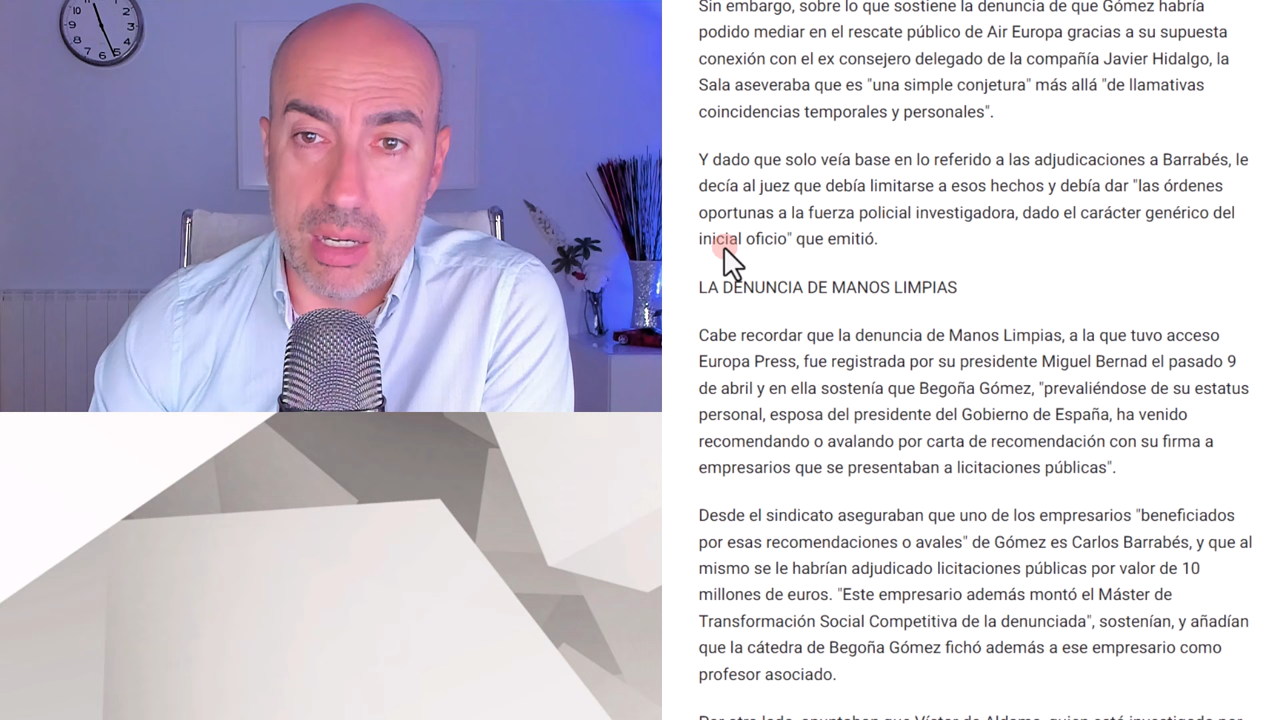 Sin embargo, sobre lo que sostiene la denuncia de que Gómez habría
podido mediar en el rescate público de Air Europa gracias a su supuesta
conexión con el ex consejero delegado de la compañía Javier Hidalgo, la
Sala aseveraba que es "una simple conjetura" más allá "de llamativas
coincidencias temporales y personales".
Y dado que solo veía base en lo referido a las adjudicaciones a Barrabés, le
decía al juez que debía limitarse a esos hechos y debía dar "las órdenes
oportunas a la fuerza policial investigadora, dado el carácter genérico del
inicial oficio" que emitió.
LA DENUNCIA DE MANOS LIMPIAS
Cabe recordar que la denuncia de Manos Limpias, a la que tuvo acceso
Europa Press, fue registrada por su presidente Miguel Bernad el pasado 9
de abril y en ella sostenía que Begoña Gómez, "prevaliéndose de su estatus
personal, esposa del presidente del Gobierno de España, ha venido
recomendando o avalando por carta de recomendación con su firma a
empresarios que se presentaban a licitaciones públicas".
Desde el sindicato aseguraban que uno de los empresarios "beneficiados
por esas recomendaciones o avales" de Gómez es Carlos Barrabés, y que al
mismo se le habrían adjudicado licitaciones públicas por valor de 10
millones de euros. "Este empresario además montó el Máster de
Transformación Social Competitiva de la denunciada", sostenían, y añadían
que la cátedra de Begoña Gómez fichó además a ese empresario como
profesor asociado.